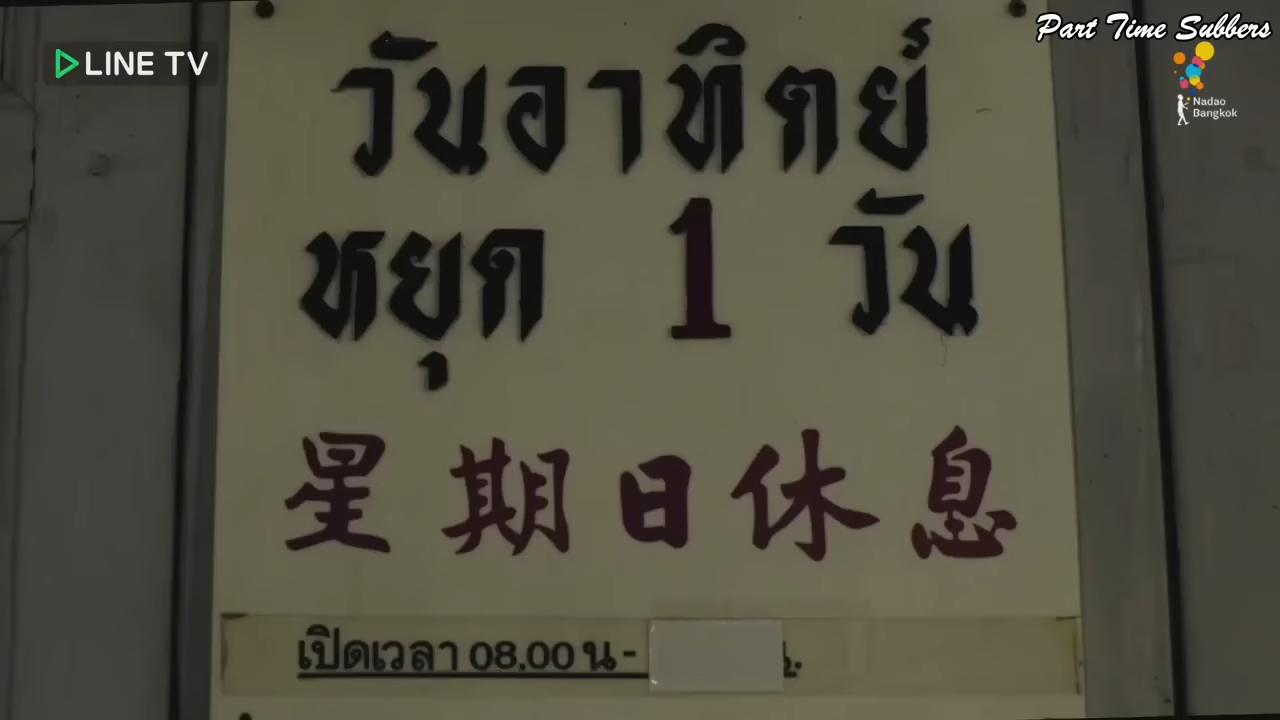 Part Time Subbers
LINE TV
Nadao
Bangkok
วันอาทิตย์
หยุด 1 วัน
星期日休息
เปิดเวลา 08.00 น - น.